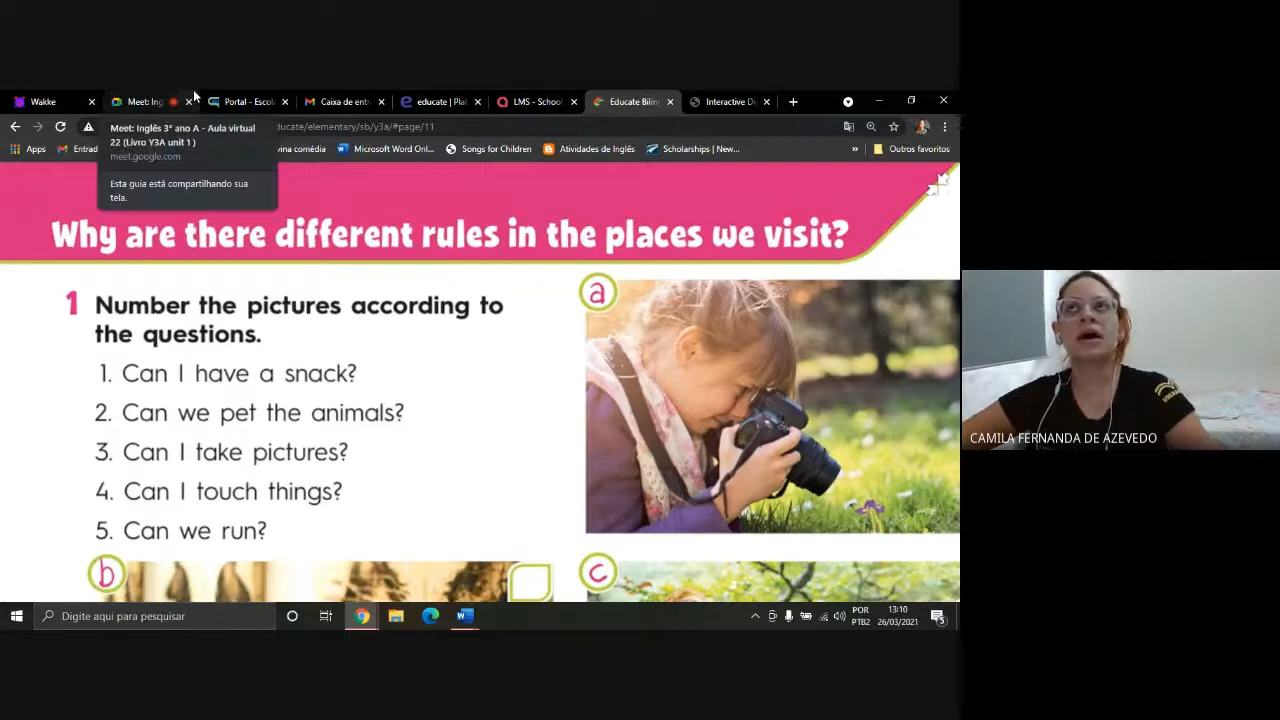 Wakke
Meet: Ing
Portal - Escol
Caixa de entr
educate | Pla
LMS - School
Educate Bilin
Interactive Di
Meet: Inglês 3° ano A - Aula virtual
22 (Livro Y3A unit 1 )
meet.google.com
Esta guia está compartilhando sua
tela.
ducate/elementary/sb/y3a/#page/11
Apps
Entrad
vina comédia
Microsoft Word Onl...
Songs for Children
Atividades de Inglês
Scholarships | New...
»
Outros favoritos
Why are there different rules in the places we visit?
1 Number the pictures according to
the questions.
1. Can I have a snack?
2. Can we pet the animals?
3. Can I take pictures?
4. Can I touch things?
5. Can we run?
a
b
c
CAMILA FERNANDA DE AZEVEDO
Digite aqui para pesquisar
POR
PTB2
13:10
26/03/2021
5